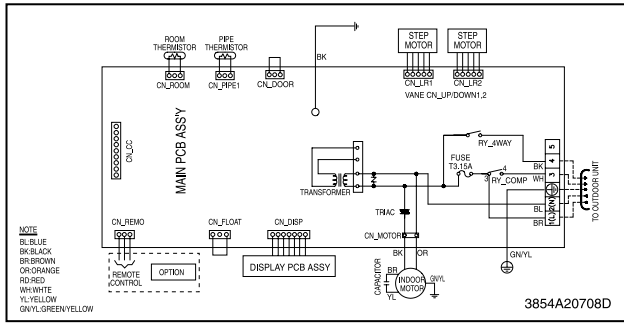 ROOM
THERMISTOR
PIPE
THERMISTOR
BK
STEP
MOTOR
STEP
MOTOR
CN_ROOM
CN_PIPE1
CN_DOOR
CN_LR1
CN_LR2
VANE CN_UP/DOWN1,2
CN_CC
MAIN PCB ASS'Y
RY_4WAY
FUSE
T3.15A
3
4
RY_COMP
TRANSFORMER
TRIAC
CN_MOTOR
BK
OR
5
4
3
2(N)
1(L)
BK
WH
BL
BR
TO OUTDOOR UNIT
GN/YL
CN_REMO
CN_FLOAT
CN_DISP
REMOTE
CONTROL
OPTION
DISPLAY PCB ASSY
CAPACITOR
BR
YL
INDOOR
MOTOR
GN/YL
NOTE
BL:BLUE
BK:BLACK
BR:BROWN
OR:ORANGE
RD:RED
WH:WHITE
YL:YELLOW
GN/YL:GREEN/YELLOW
3854A20708D